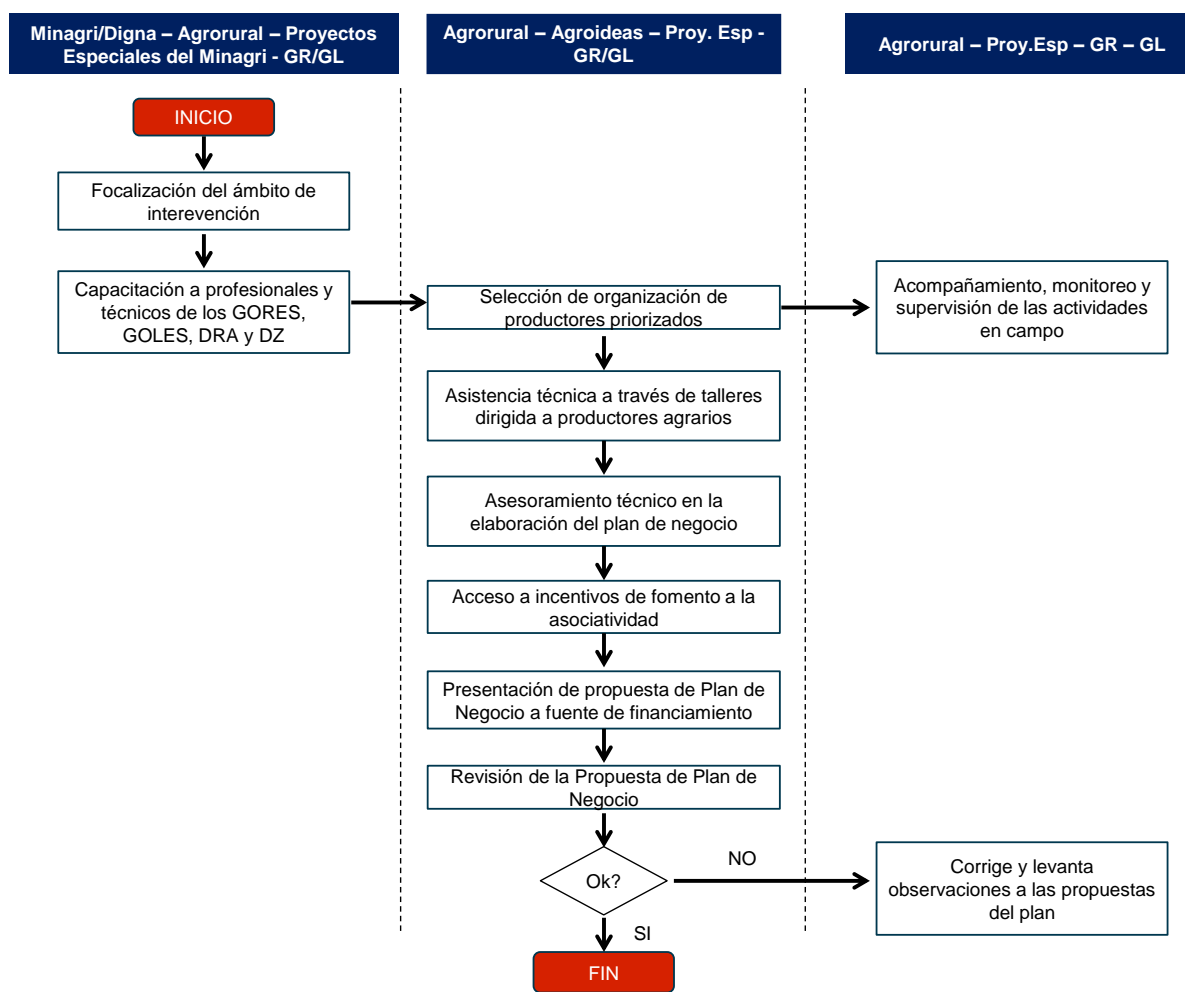 Minagri/Digna – Agrorural – Proyectos
Especiales del Minagri - GR/GL
Agrorural – Agroideas – Proy. Esp -
GR/GL
Agrorural – Proy.Esp – GR – GL
INICIO
Focalización del ámbito de
interevención
Capacitación a profesionales y
técnicos de los GORES,
GOLES, DRA y DZ
Selección de organización de
productores priorizados
Acompañamiento, monitoreo y
supervisión de las actividades
en campo
Asistencia técnica a través de talleres
dirigida a productores agrarios
Asesoramiento técnico en la
elaboración del plan de negocio
Acceso a incentivos de fomento a la
asociatividad
Presentación de propuesta de Plan de
Negocio a fuente de financiamiento
Revisión de la Propuesta de Plan de
Negocio
Ok?
NO
Corrige y levanta
observaciones a las propuestas
del plan
SI
FIN